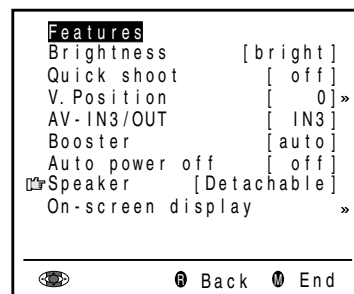 Features
Brightness [bright]
Quick shoot [ off]
V.Position [ 0]»
AV-IN3/OUT [ IN3]
Booster [auto]
Auto power off [ off]
Speaker [Detachable]
On-screen display »
R Back M End